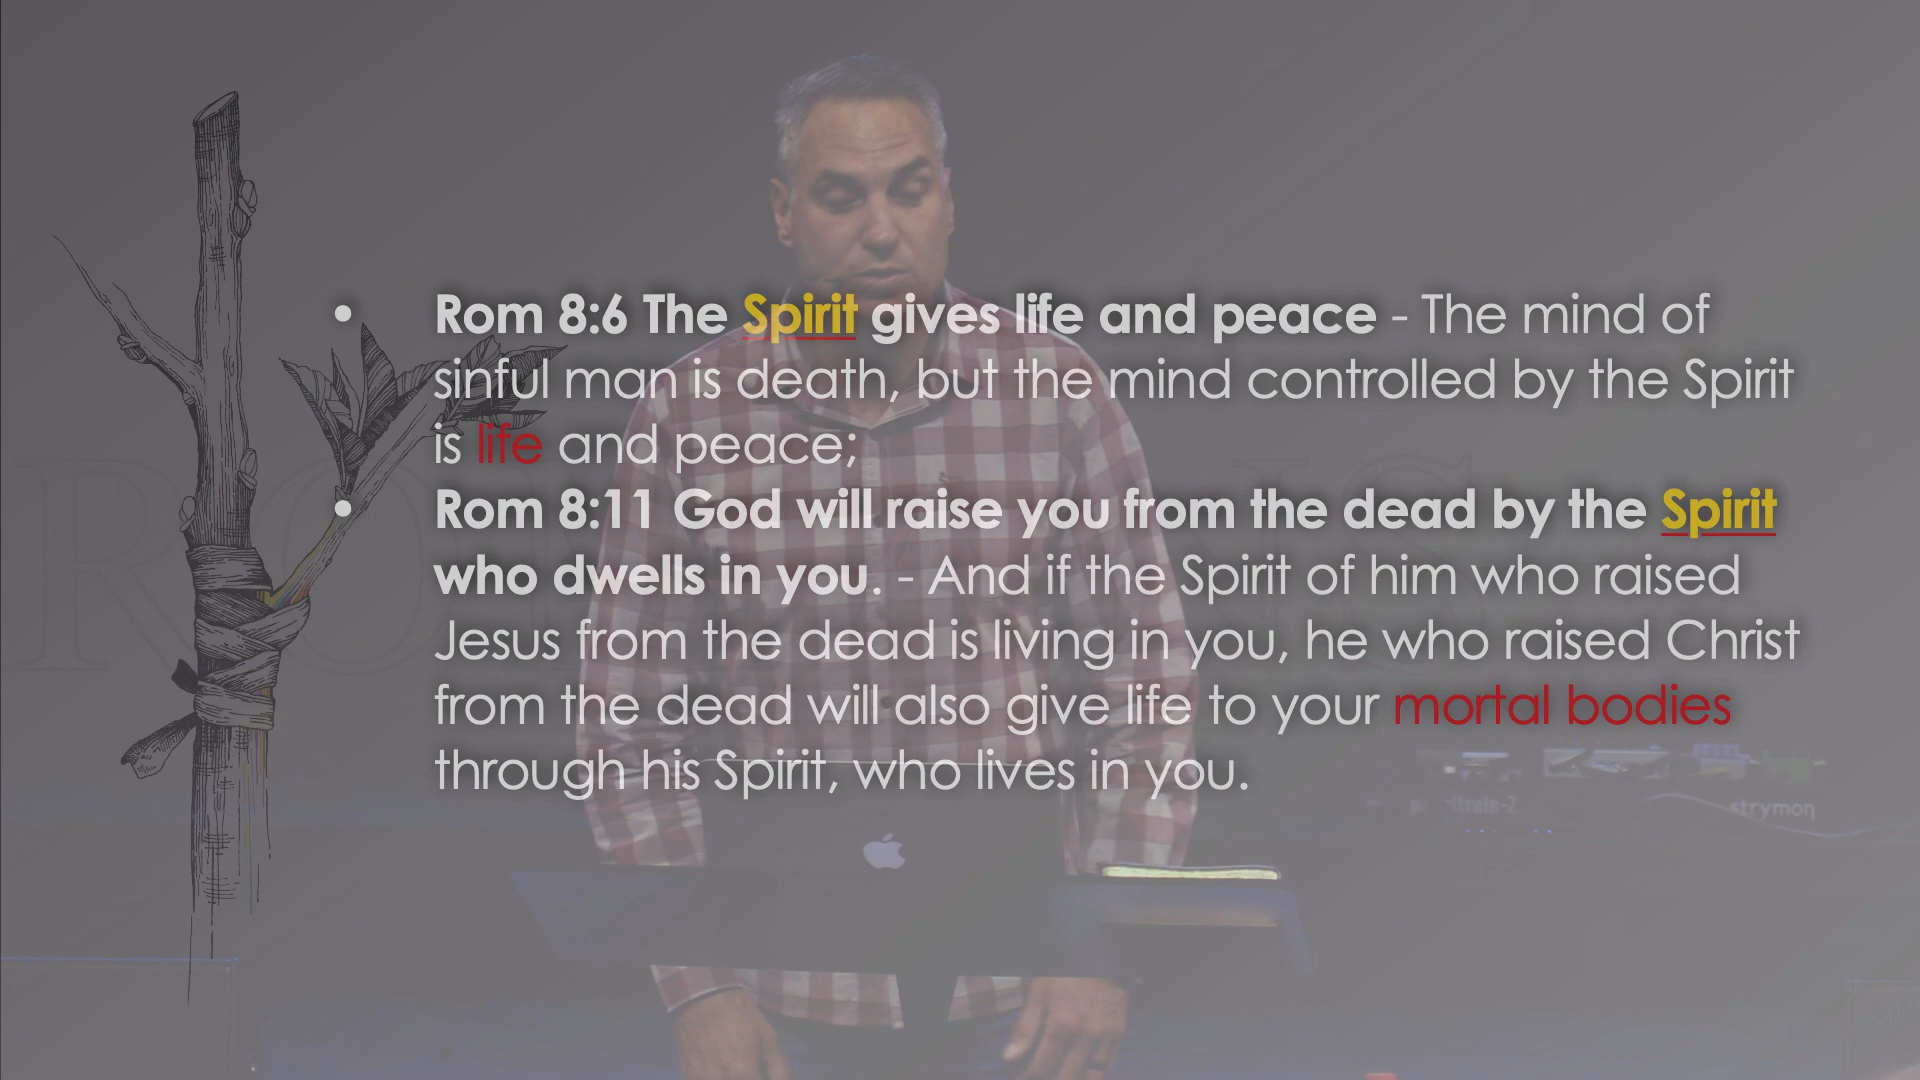 • Rom 8:6 The Spirit gives life and peace - The mind of
sinful man is death, but the mind controlled by the Spirit
is life and peace;
• Rom 8:11 God will raise you from the dead by the Spirit
who dwells in you. - And if the Spirit of him who raised
Jesus from the dead is living in you, he who raised Christ
from the dead will also give life to your mortal bodies
through his Spirit, who lives in you.
strymon